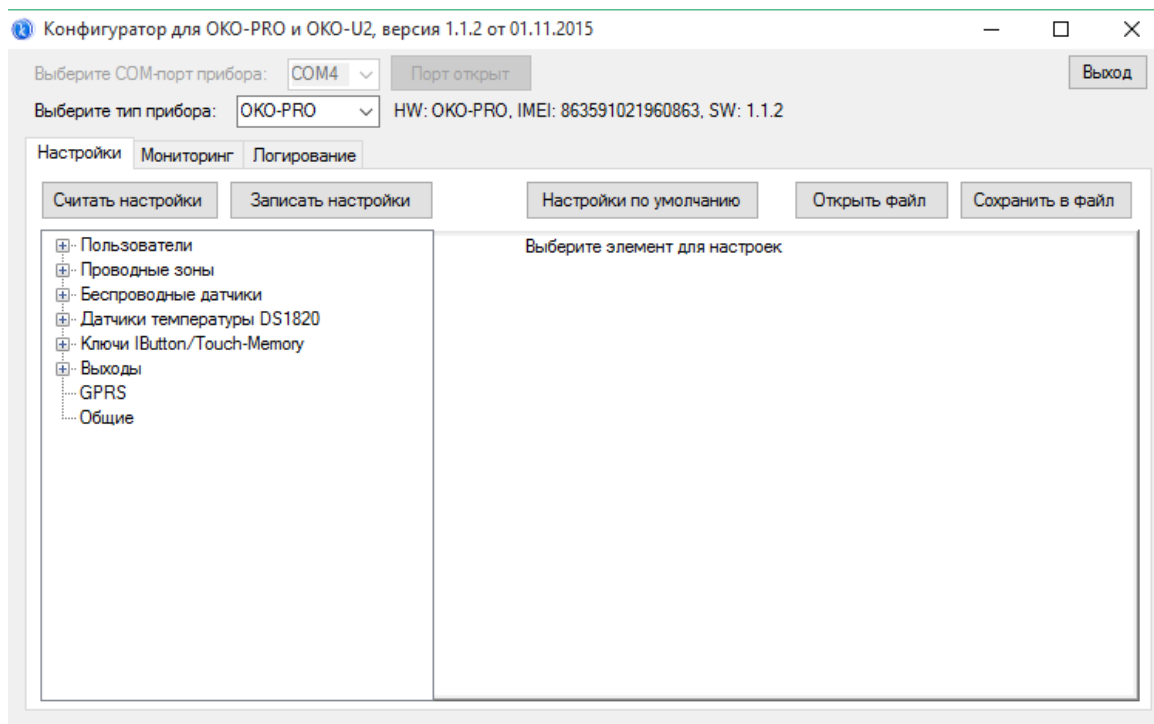 Конфигуратор для ОКО-PRO и ОКО-U2, версия 1.1.2 от 01.11.2015
Выберите COM-порт прибора: COM4 Порт открыт Выход
Выберите тип прибора: OKO-PRO HW: OKO-PRO, IMEI: 863591021960863, SW: 1.1.2
Настройки Мониторинг Логирование
Считать настройки Записать настройки Настройки по умолчанию Открыть файл Сохранить в файл
Пользователи
Выберите элемент для настроек
Проводные зоны
Беспроводные датчики
Датчики температуры DS1820
Ключи IButton/Touch-Memory
Выходы
GPRS
Общие